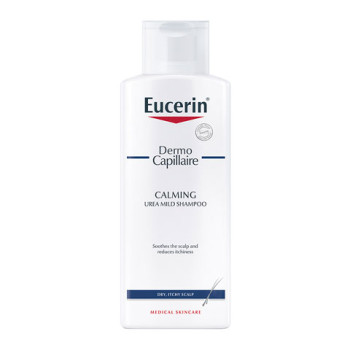 Eucerin®
Dermo
Capillaire
CALMING
UREA MILD SHAMPOO
Soothes the scalp and
reduces itchiness
DRY, ITCHY SCALP
MEDICAL SKINCARE